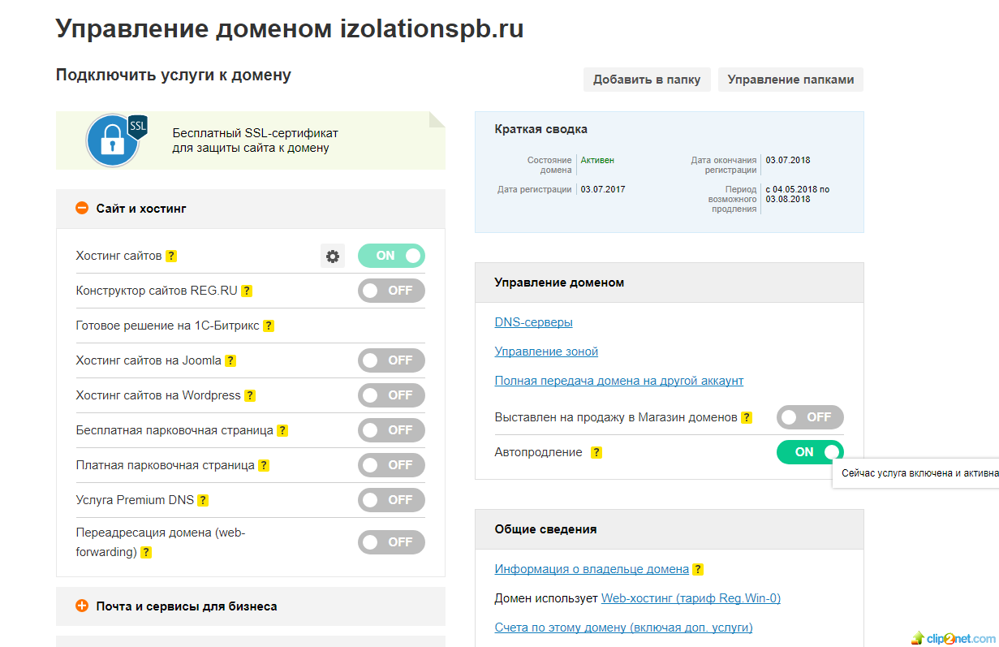 Управление доменом izolationspb.ru
Подключить услуги к домену
Добавить в папку
Управление папками
SSL
Бесплатный SSL-сертификат
для защиты сайта к домену
Сайт и хостинг
Хостинг сайтов ?
ON
Конструктор сайтов REG.RU ?
OFF
Готовое решение на 1С-Битрикс ?
Хостинг сайтов на Joomla ?
OFF
Хостинг сайтов на Wordpress ?
OFF
Бесплатная парковочная страница ?
OFF
Платная парковочная страница ?
OFF
Услуга Premium DNS ?
OFF
Переадресация домена (web-
forwarding) ?
OFF
Почта и сервисы для бизнеса
Краткая сводка
Состояние
домена
Активен
Дата окончания
регистрации
03.07.2018
Дата регистрации
03.07.2017
Период
возможного
продления
с 04.05.2018 по
03.08.2018
Управление доменом
DNS-серверы
Управление зоной
Полная передача домена на другой аккаунт
Выставлен на продажу в Магазин доменов ?
OFF
Автопродление ?
ON
Сейчас услуга включена и активна
Общие сведения
Информация о владельце домена ?
Домен использует Web-хостинг (тариф Reg.Win-0)
Счета по этому домену (включая доп. услуги)
clip2net.com